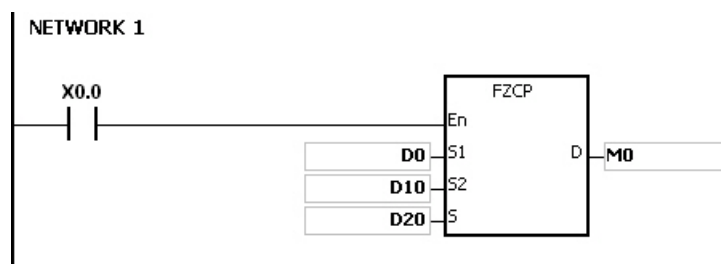 NETWORK 1
X0.0
FZCP
En
D0 S1 D M0
D10 S2
D20 S